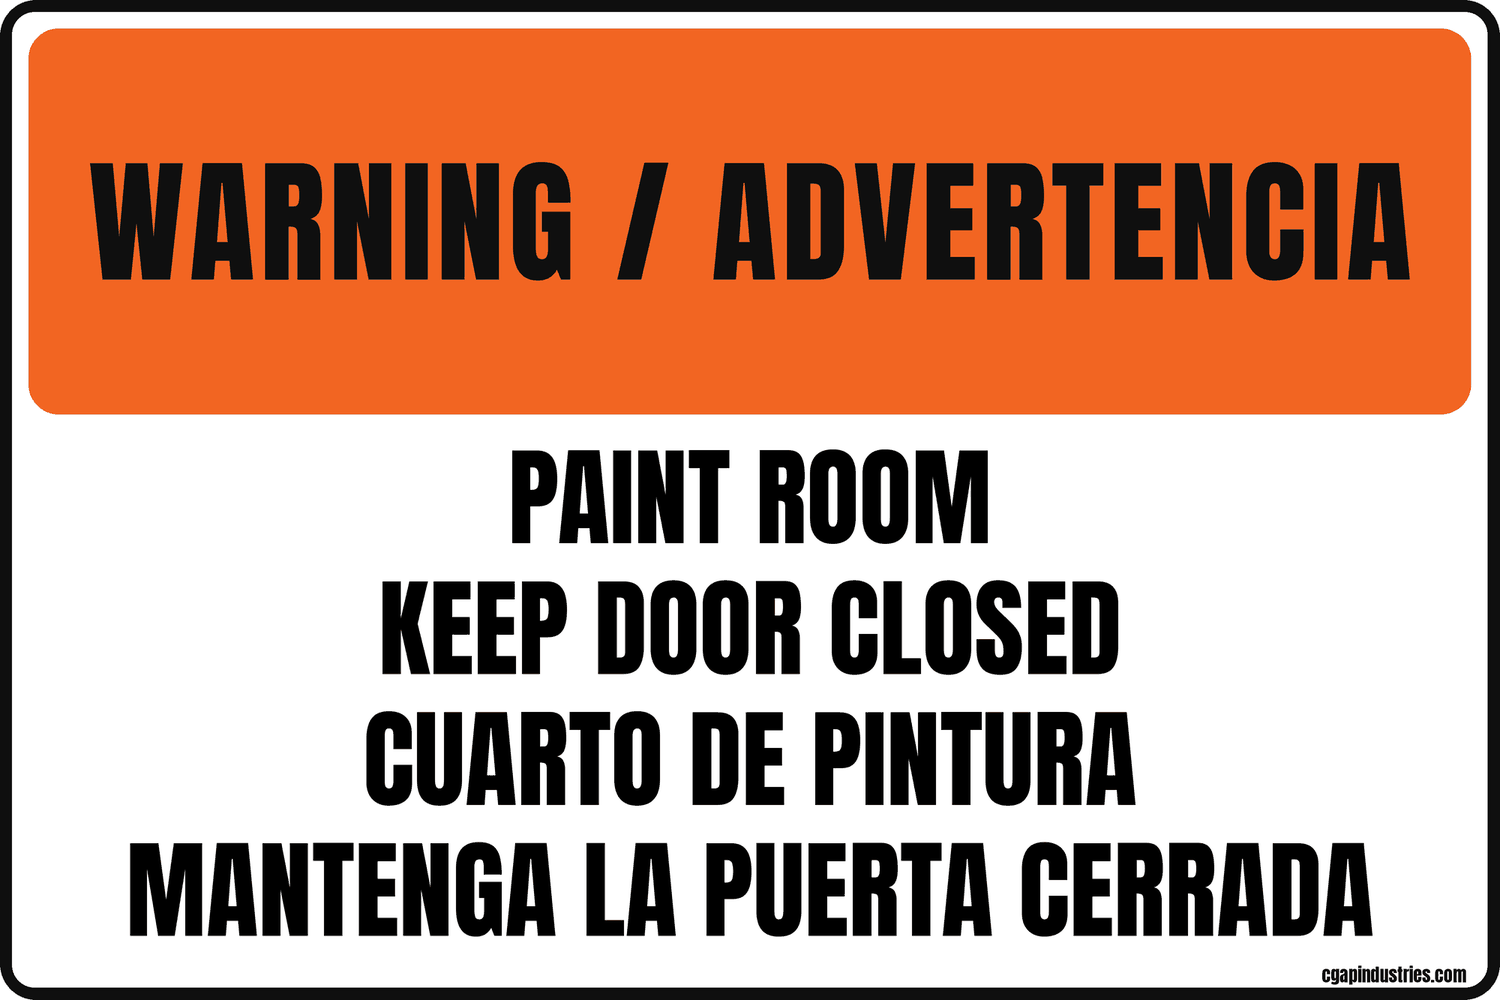 WARNING / ADVERTENCIA
PAINT ROOM
KEEP DOOR CLOSED
CUARTO DE PINTURA
MANTENGA LA PUERTA CERRADA
cgapindustries.com